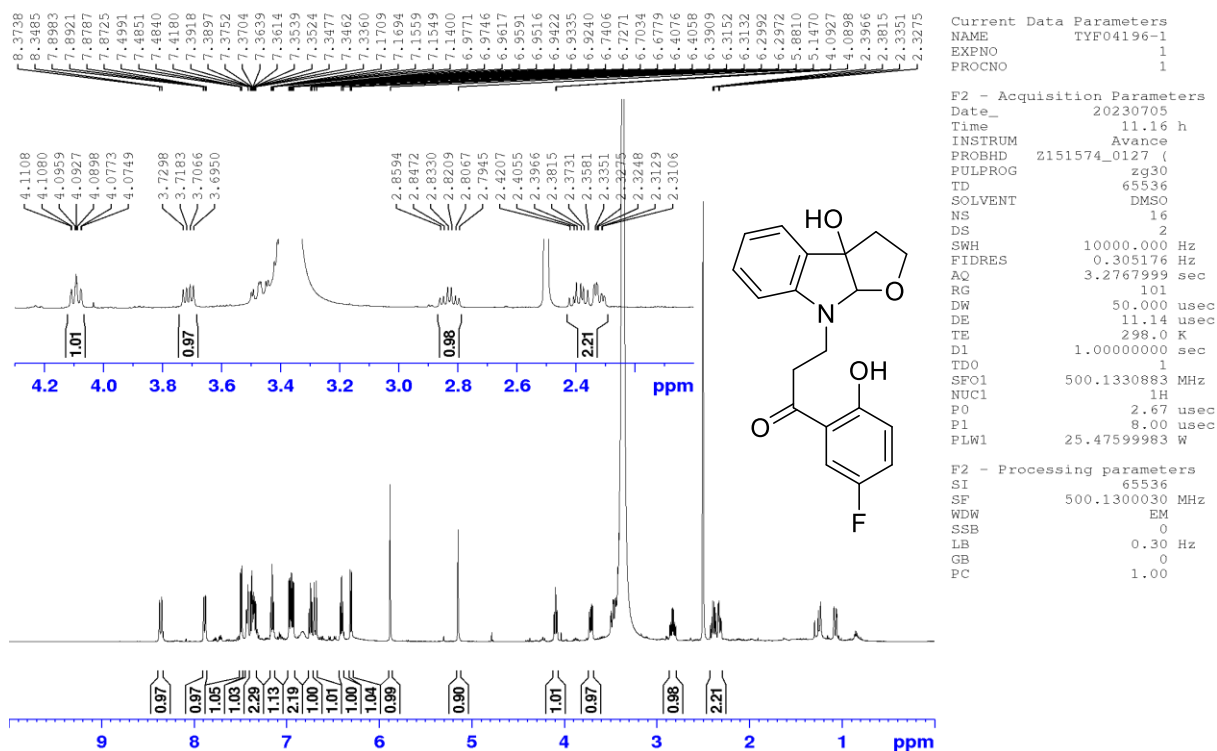 8.3738
8.3485
7.8983
7.8921
7.8787
7.8725
7.4991
7.4851
7.4840
7.4180
7.3918
7.3897
7.3752
7.3704
7.3639
7.3614
7.3539
7.3524
7.3477
7.3462
7.3360
7.1709
7.1694
7.1559
7.1549
7.1400
6.9771
6.9746
6.9617
6.9591
6.9516
6.9422
6.9335
6.9240
6.7406
6.7271
6.7034
6.6779
6.4076
6.4058
6.3909
6.3152
6.3132
6.2992
6.2972
5.8810
5.1470
4.0927
4.0898
2.3966
2.3815
2.3351
2.3275
4.1108
4.1080
4.0959
4.0927
4.0898
4.0773
4.0749
3.7298
3.7183
3.7066
3.6950
2.8594
2.8472
2.8330
2.8209
2.8067
2.7945
2.4207
2.4055
2.3966
2.3815
2.3731
2.3581
2.3351
2.3275
2.3248
2.3129
2.3106
1.01
0.97
0.98
2.21
4.2 4.0 3.8 3.6 3.4 3.2 3.0 2.8 2.6 2.4 ppm
HO
O
N
OH
O
F
0.97
0.97
1.05
1.03
2.29
1.13
2.19
1.00
1.01
1.00
1.04
0.99
0.90
1.01
0.97
0.98
2.21
9 8 7 6 5 4 3 2 1 ppm
Current Data Parameters
NAME TYF04196-1
EXPNO 1
PROCNO 1
F2 - Acquisition Parameters
Date_ 20230705
Time 11.16 h
INSTRUM Avance
PROBHD Z151574_0127 (
PULPROG zg30
TD 65536
SOLVENT DMSO
NS 16
DS 2
SWH 10000.000 Hz
FIDRES 0.305176 Hz
AQ 3.2767999 sec
RG 101
DW 50.000 usec
DE 11.14 usec
TE 298.0 K
D1 1.00000000 sec
TD0 1
SFO1 500.1330883 MHz
NUC1 1H
P0 2.67 usec
P1 8.00 usec
PLW1 25.47599983 W
F2 - Processing parameters
SI 65536
SF 500.1300030 MHz
WDW EM
SSB 0
LB 0.30 Hz
GB 0
PC 1.00